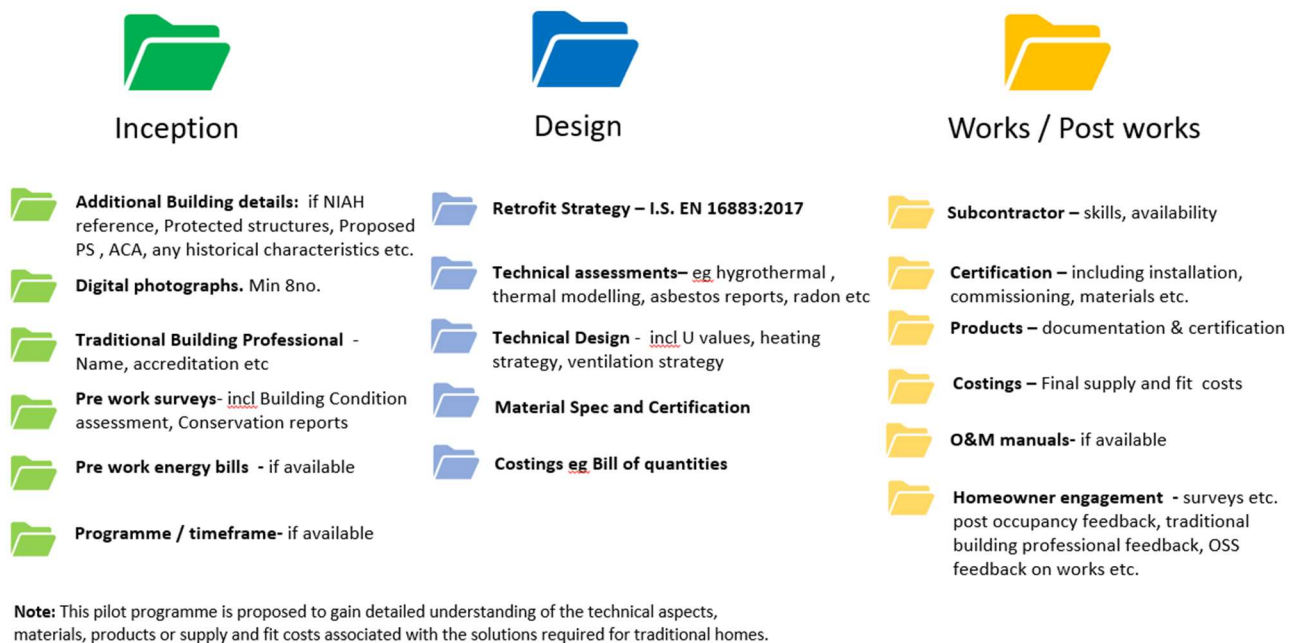 Inception
Additional Building details:  if NIAH
reference, Protected structures, Proposed
PS , ACA, any historical characteristics etc.
Digital photographs. Min 8no.
Traditional Building Professional  -
Name, accreditation etc
Pre work surveys- incl Building Condition
assessment, Conservation reports
Pre work energy bills  - if available
Programme / timeframe- if available
Design
Retrofit Strategy – I.S. EN 16883:2017
Technical assessments– eg hygrothermal ,
thermal modelling, asbestos reports, radon etc
Technical Design -  incl U values, heating
strategy, ventilation strategy
Material Spec and Certification
Costings eg Bill of quantities
Works / Post works
Subcontractor – skills, availability
Certification – including installation,
commissioning, materials etc.
Products – documentation & certification
Costings – Final supply and fit  costs
O&M manuals- if available
Homeowner engagement  - surveys etc.
post occupancy feedback, traditional
building professional feedback, OSS
feedback on works etc.
Note: This pilot programme is proposed to gain detailed understanding of the technical aspects,
materials, products or supply and fit costs associated with the solutions required for traditional homes.